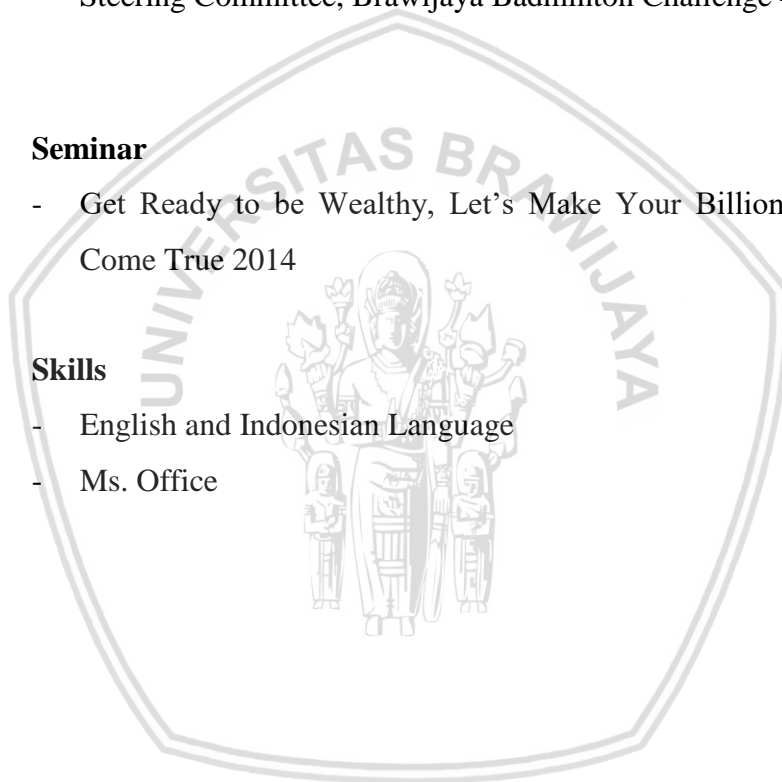 Steering Committee, Brawijaya Badminton Challenge
Seminar
- Get Ready to be Wealthy, Let's Make Your Billion
Come True 2014
Skills
- English and Indonesian Language
- Ms. Office
UNIVERSITAS BRAWIJAYA